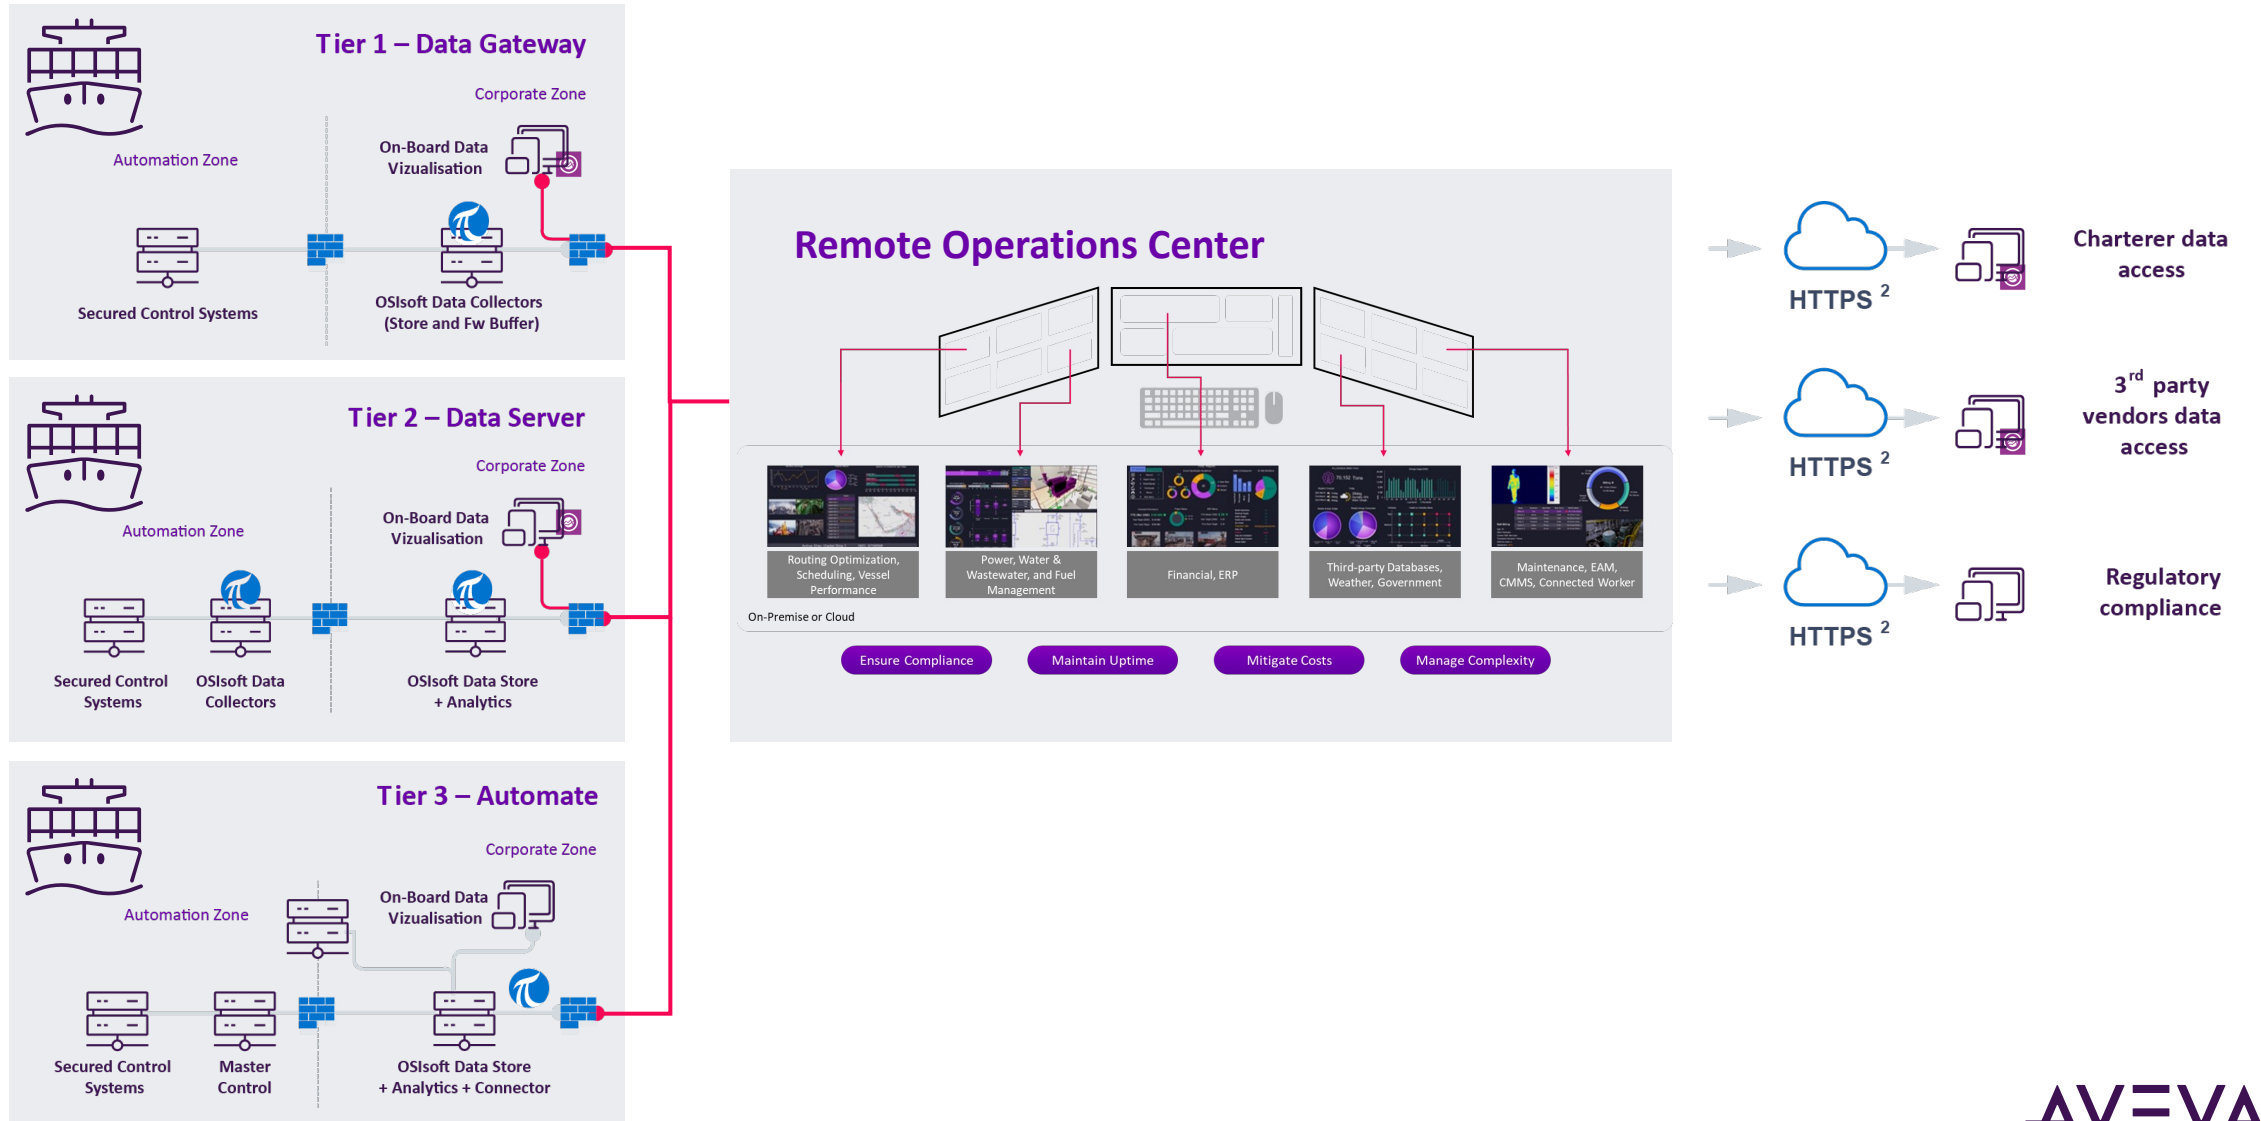 Tier 1 – Data Gateway
Corporate Zone
On-Board Data
Vizualisation
Automation Zone
Secured Control Systems
OSIsoft Data Collectors
(Store and Fw Buffer)
Tier 2 – Data Server
Corporate Zone
On-Board Data
Vizualisation
Automation Zone
Secured Control
Systems
OSIsoft Data
Collectors
OSIsoft Data Store
+ Analytics
Tier 3 – Automate
Corporate Zone
On-Board Data
Vizualisation
Automation Zone
Secured Control
Systems
Master
Control
OSIsoft Data Store
+ Analytics + Connector
Remote Operations Center
Routing Optimization,
Scheduling, Vessel
Performance
Power, Water &
Wastewater, and Fuel
Management
Financial, ERP
Third-party Databases,
Weather, Government
Maintenance, EAM,
CMMS, Connected Worker
On-Premise or Cloud
Ensure Compliance
Maintain Uptime
Mitigate Costs
Manage Complexity
HTTPS 2
Charterer data
access
HTTPS 2
3rd party
vendors data
access
HTTPS 2
Regulatory
compliance
AVEVA